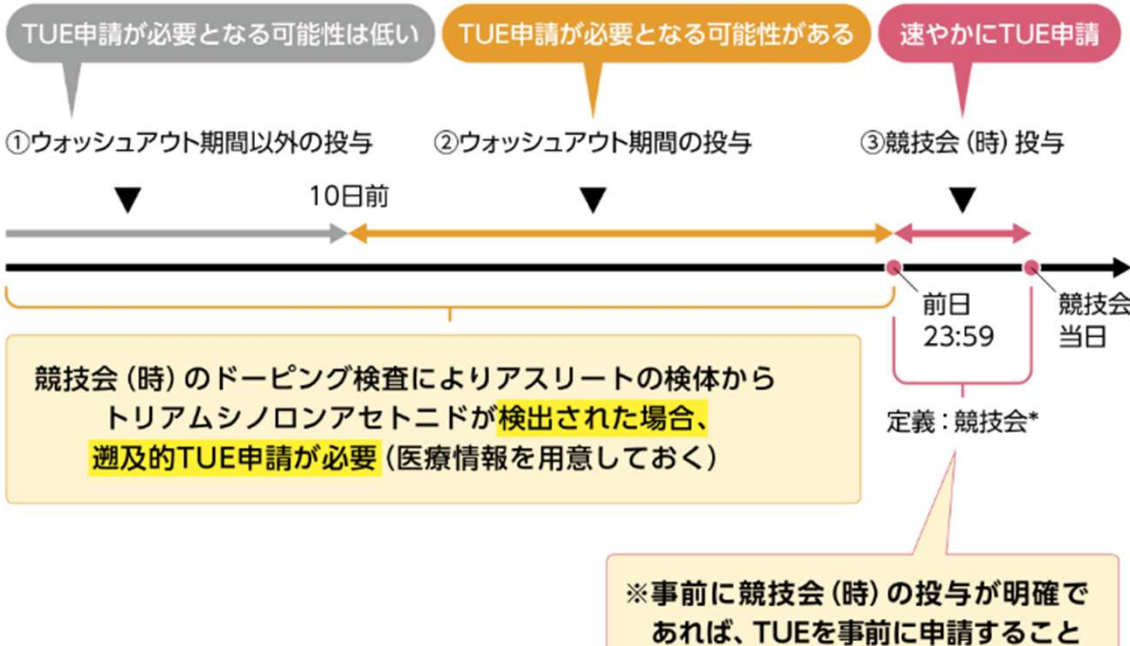 TUE申請が必要となる可能性は低い
TUE申請が必要となる可能性がある
速やかにTUE申請
①ウォッシュアウト期間以外の投与
②ウォッシュアウト期間の投与
③競技会（時）投与
10日前
前日
23:59
競技会
当日
競技会（時）のドーピング検査によりアスリートの検体から
トリアムシノロンアセトニドが検出された場合、
遡及的TUE申請が必要（医療情報を用意しておく）
定義：競技会*
※事前に競技会（時）の投与が明確で
あれば、TUEを事前に申請すること